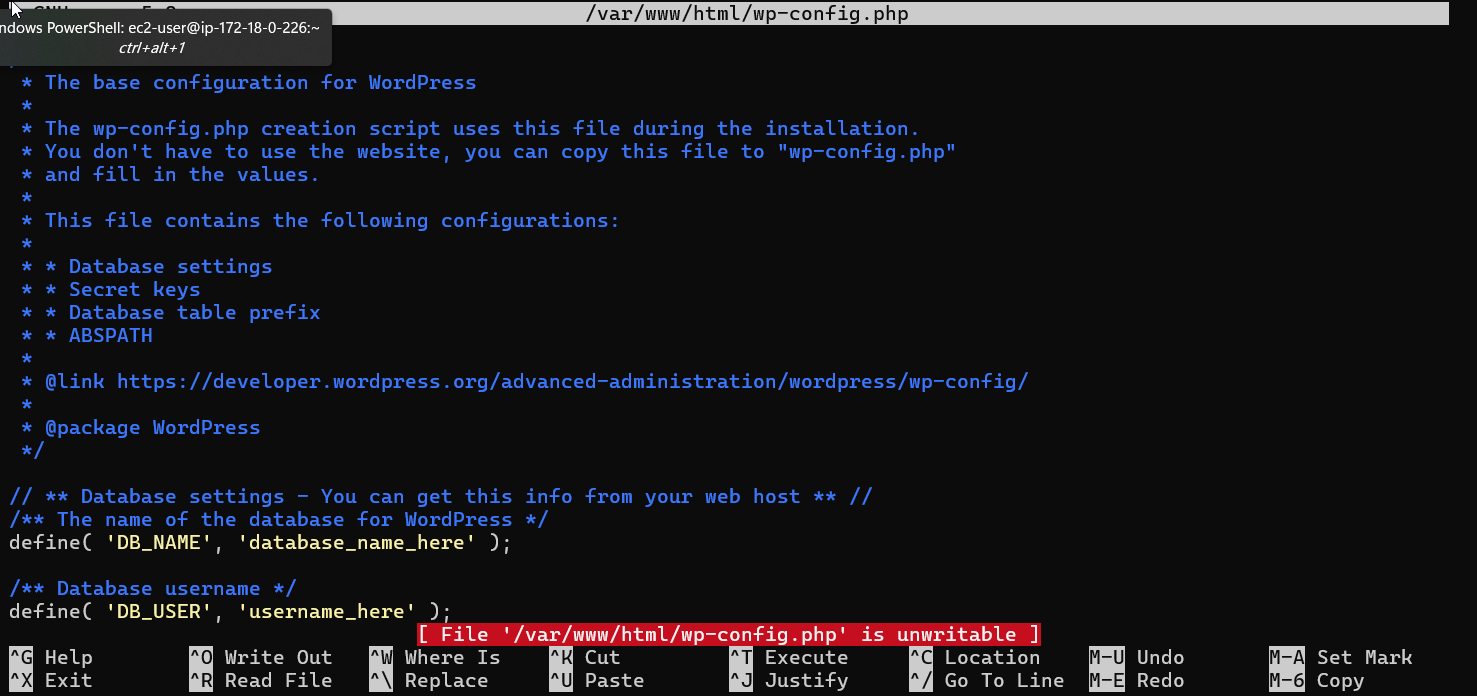 /var/www/html/wp-config.php
ndows PowerShell: ec2-user@ip-172-18-0-226:~
ctrl+alt+1
* The base configuration for WordPress
*
* The wp-config.php creation script uses this file during the installation.
* You don't have to use the website, you can copy this file to "wp-config.php"
* and fill in the values.
*
* This file contains the following configurations:
*
* * Database settings
* * Secret keys
* * Database table prefix
* * ABSPATH
*
* @link https://developer.wordpress.org/advanced-administration/wordpress/wp-config/
*
* @package WordPress
*/
// ** Database settings - You can get this info from your web host ** //
/** The name of the database for WordPress */
define( 'DB_NAME', 'database_name_here' );
/** Database username */
define( 'DB_USER', 'username_here' );
[ File '/var/www/html/wp-config.php' is unwritable ]
^G Help ^O Write Out ^W Where Is ^K Cut ^T Execute ^C Location M-U Undo M-A Set Mark
^X Exit ^R Read File ^\ Replace ^U Paste ^J Justify ^/ Go To Line M-E Redo M-6 Copy